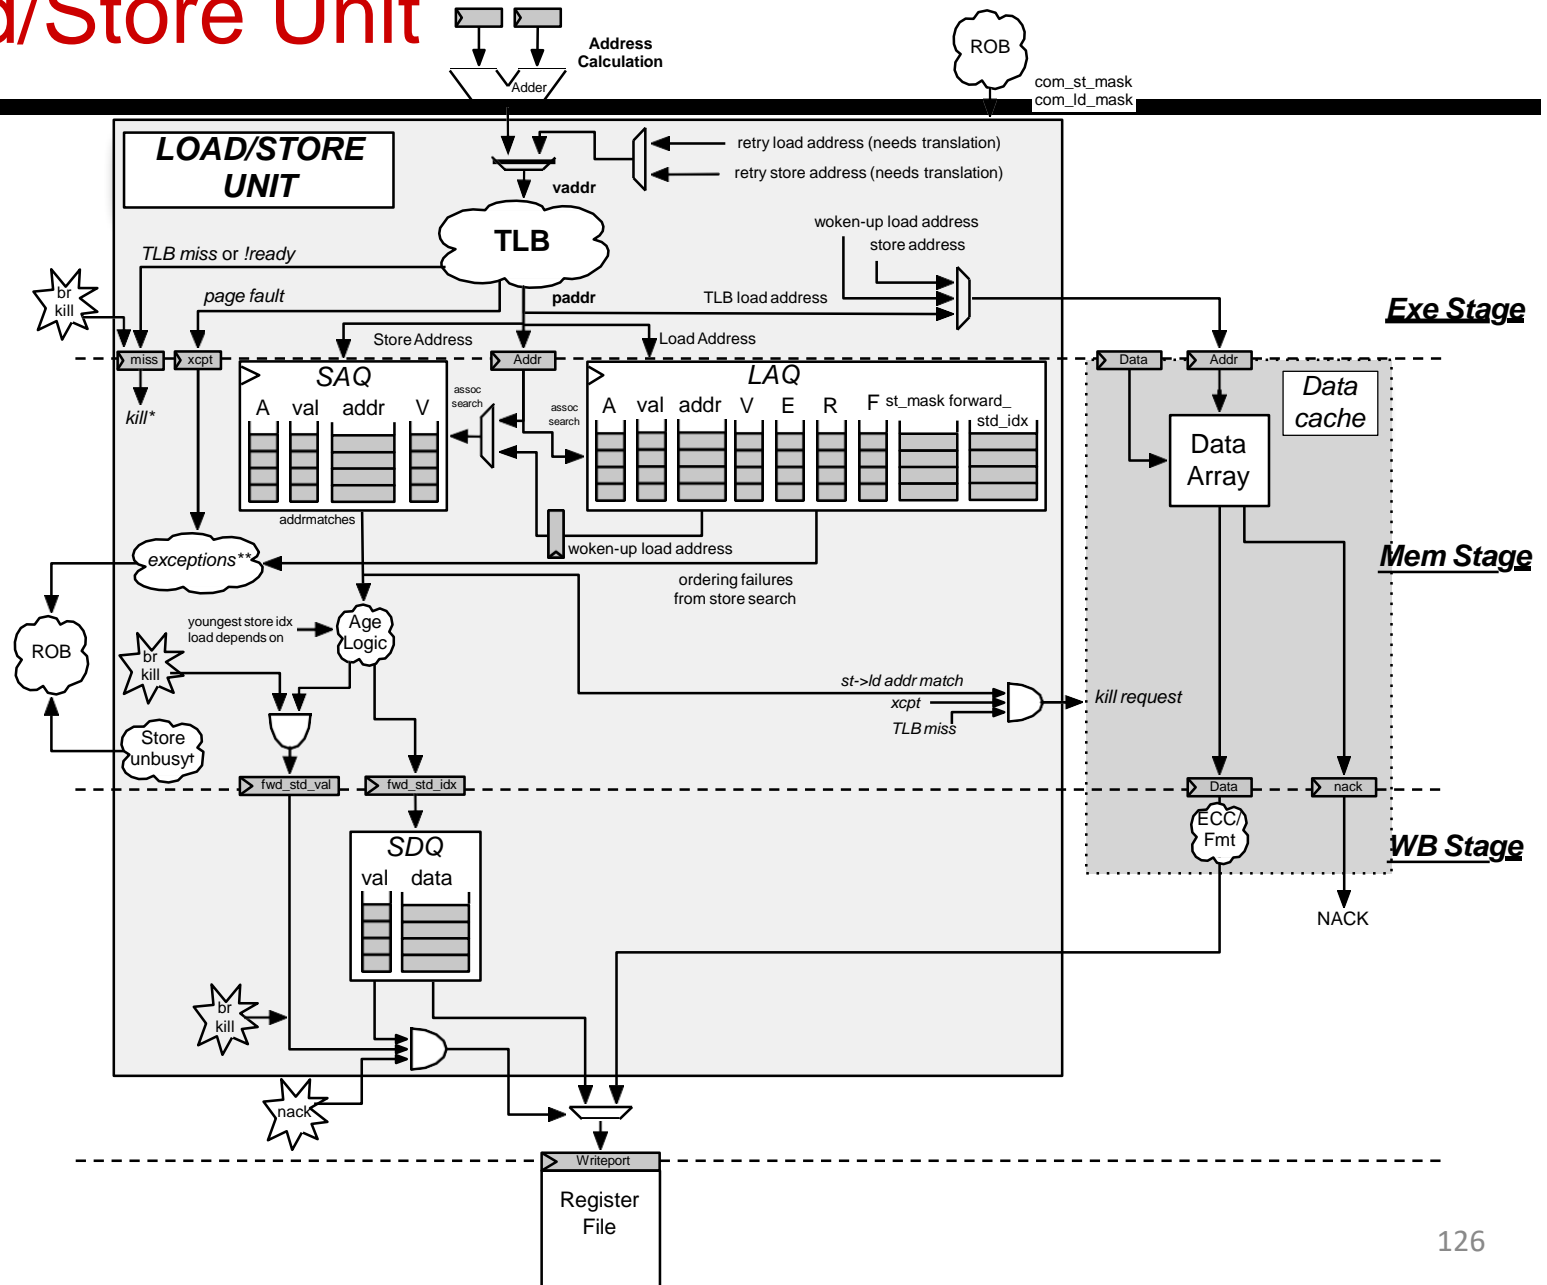 d/Store Unit
Address
Calculation
Adder
ROB
com_st_mask
com_ld_mask
LOAD/STORE
UNIT
retry load address (needs translation)
retry store address (needs translation)
vaddr
TLB
woken-up load address
store address
TLB miss or !ready
br
kill
page fault
paddr
TLB load address
Exe Stage
Store Address
Load Address
miss
xcpt
Addr
Data
Addr
kill*
SAQ
A val addr V
assoc
search
assoc
search
LAQ
A val addr V E R F st_mask forward_
std_idx
Data
cache
Data
Array
addrmatches
woken-up load address
exceptions**
Mem Stage
ordering failures
from store search
youngest store idx
load depends on
Age
Logic
ROB
br
kill
st->ld addr match
xcpt
TLB miss
kill request
Store
unbusy†
fwd_std_val
fwd_std_idx
Data
nack
ECC/
Fmt
WB Stage
SDQ
val data
NACK
br
kill
nack
Writeport
Register
File
126